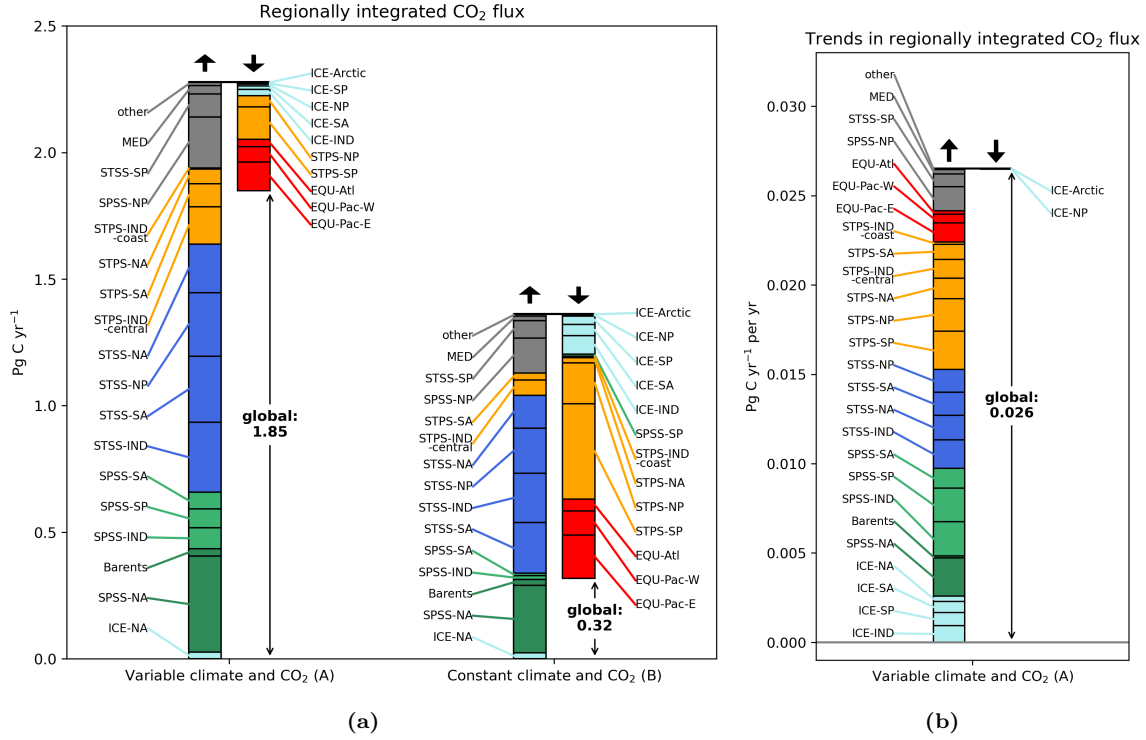 Regionally integrated CO₂ flux
Pg C yr⁻¹
2.5
2.0
1.5
1.0
0.5
0.0
other
MED
STSS-SP
SPSS-NP
STPS-IND
-coast
STPS-NA
STPS-SA
STPS-IND
-central
STSS-NA
STSS-NP
STSS-SA
STSS-IND
SPSS-SA
SPSS-SP
SPSS-IND
Barents
SPSS-NA
ICE-NA
ICE-Arctic
ICE-SP
ICE-NP
ICE-SA
ICE-IND
STPS-NP
STPS-SP
EQU-Atl
EQU-Pac-W
EQU-Pac-E
global:
1.85
Variable climate and CO₂ (A)
other
MED
STSS-SP
SPSS-NP
STPS-SA
STPS-IND
-central
STSS-NA
STSS-NP
STSS-IND
STSS-SA
SPSS-SA
SPSS-IND
Barents
SPSS-NA
ICE-NA
ICE-Arctic
ICE-NP
ICE-SP
ICE-SA
ICE-IND
SPSS-SP
STPS-IND
-coast
STPS-NA
STPS-NP
STPS-SP
EQU-Atl
EQU-Pac-W
EQU-Pac-E
global:
0.32
Constant climate and CO₂ (B)
(a)
Trends in regionally integrated CO₂ flux
Pg C yr⁻¹ per yr
0.030
0.025
0.020
0.015
0.010
0.005
0.000
other
MED
STSS-SP
SPSS-NP
EQU-Atl
EQU-Pac-W
EQU-Pac-E
STPS-IND
-coast
STPS-SA
STPS-IND
-central
STPS-NA
STPS-NP
STPS-SP
STSS-NP
STSS-SA
STSS-NA
STSS-IND
SPSS-SA
SPSS-SP
SPSS-IND
Barents
SPSS-NA
ICE-NA
ICE-SA
ICE-SP
ICE-IND
ICE-Arctic
ICE-NP
global:
0.026
Variable climate and CO₂ (A)
(b)